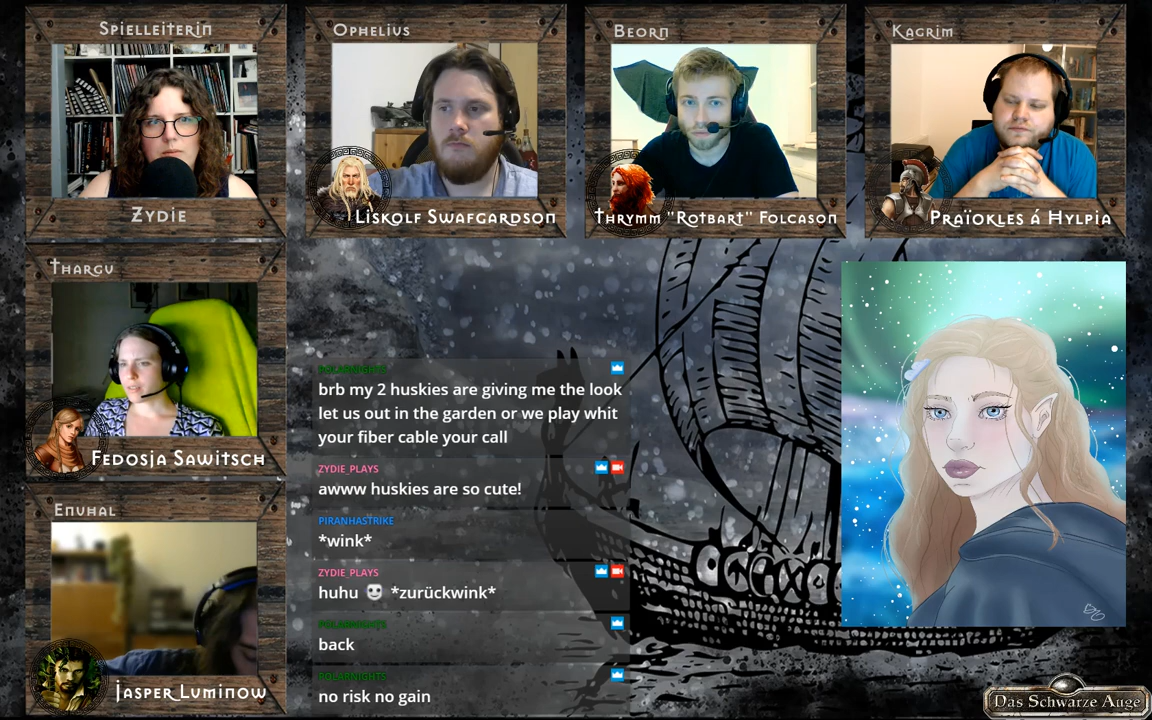 Spielleiterin
Zydie
Ophelius
Liskolf Swafgardson
Beorn
Thrymm "Rotbart" Folcason
Kagrim
Praïokles á Hylpia
Thargu
Fedosja Sawitsch
Enuhal
Jasper Luminow
POLARNIGHTS
brb my 2 huskies are giving me the look
let us out in the garden or we play whit
your fiber cable your call
ZYDIE_PLAYS
awww huskies are so cute!
PIRANHASTRIKE
*wink*
ZYDIE_PLAYS
huhu *zurückwink*
POLARNIGHTS
back
POLARNIGHTS
no risk no gain
Das Schwarze Auge